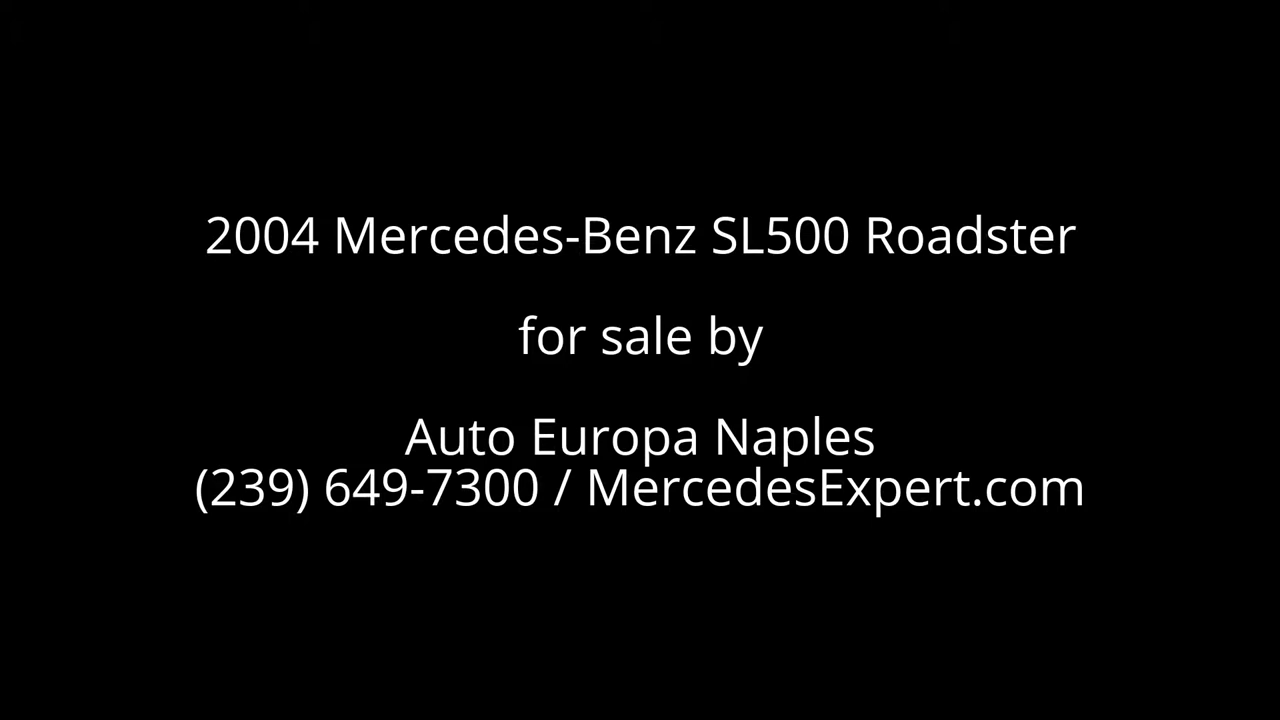 2004 Mercedes-Benz SL500 Roadster
for sale by
Auto Europa Naples
(239) 649-7300 / MercedesExpert.com